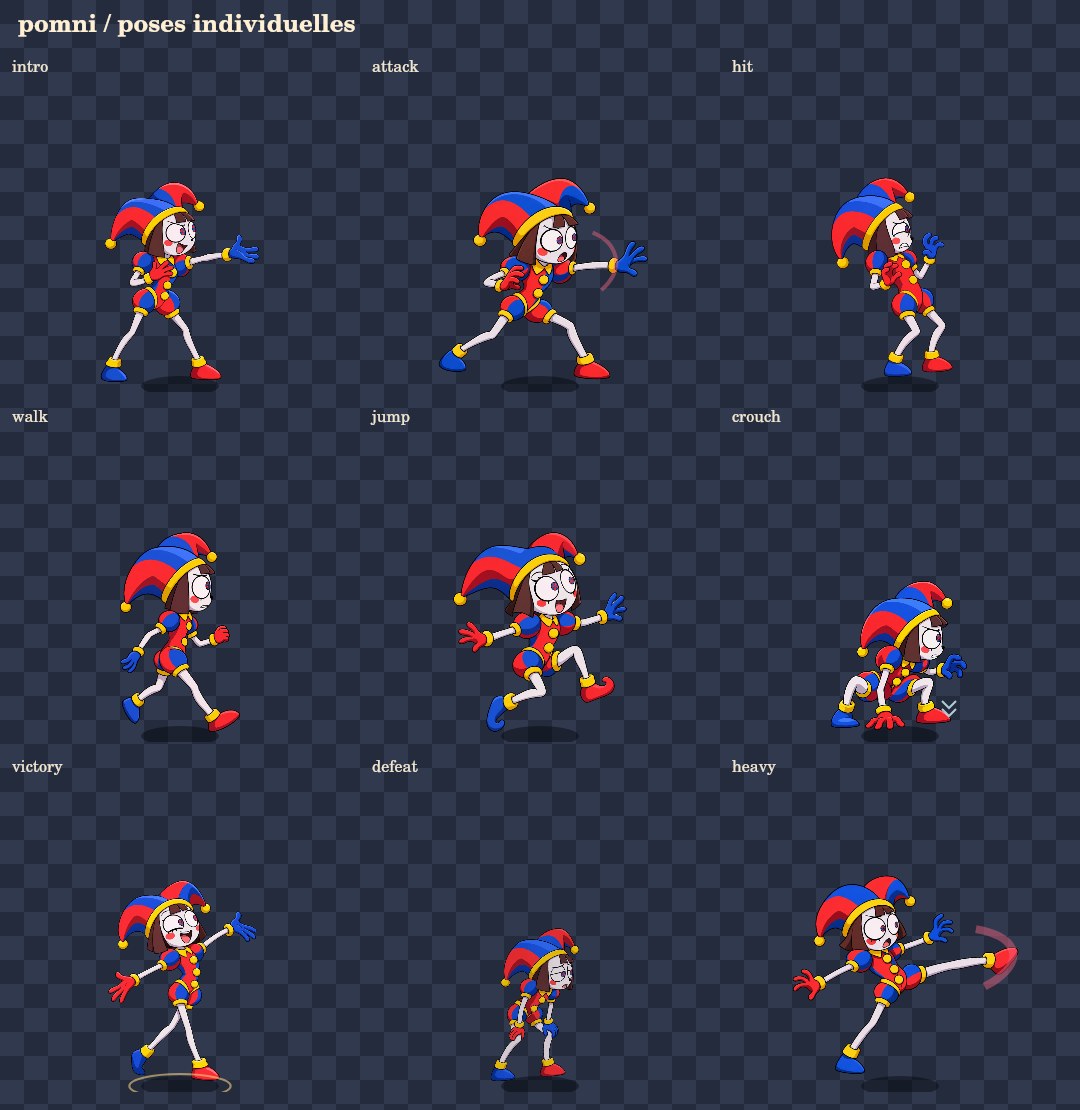 pomni / poses individuelles
intro
attack
hit
walk
jump
crouch
victory
defeat
heavy